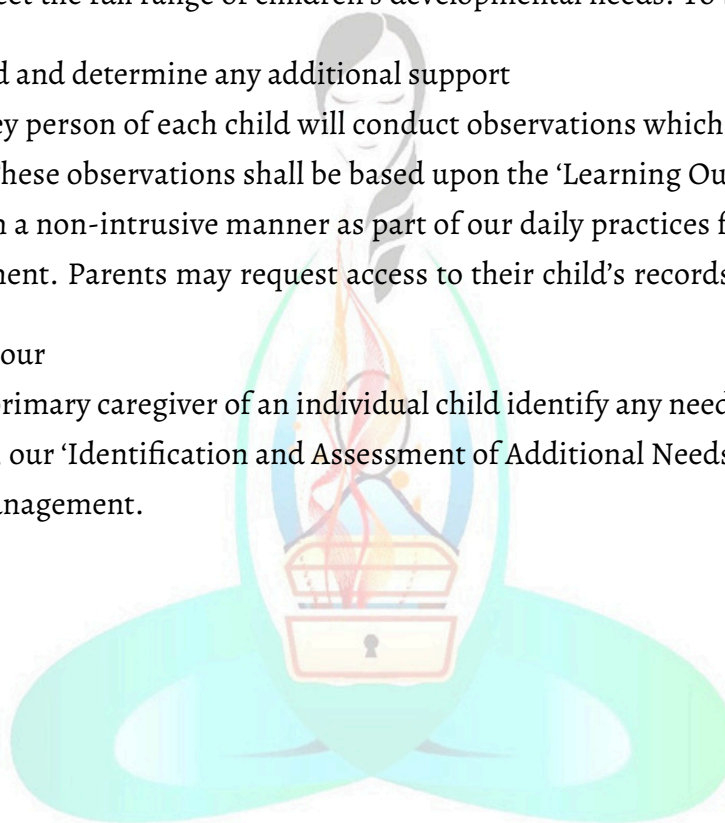 eet the full range of children's developmental needs. To
d and determine any additional support
ey person of each child will conduct observations which
hese observations shall be based upon the ‘Learning Ou
n a non-intrusive manner as part of our daily practices f
nent. Parents may request access to their child’s records
our
rimary caregiver of an individual child identify any need
our ‘Identification and Assessment of Additional Needs
anagement.